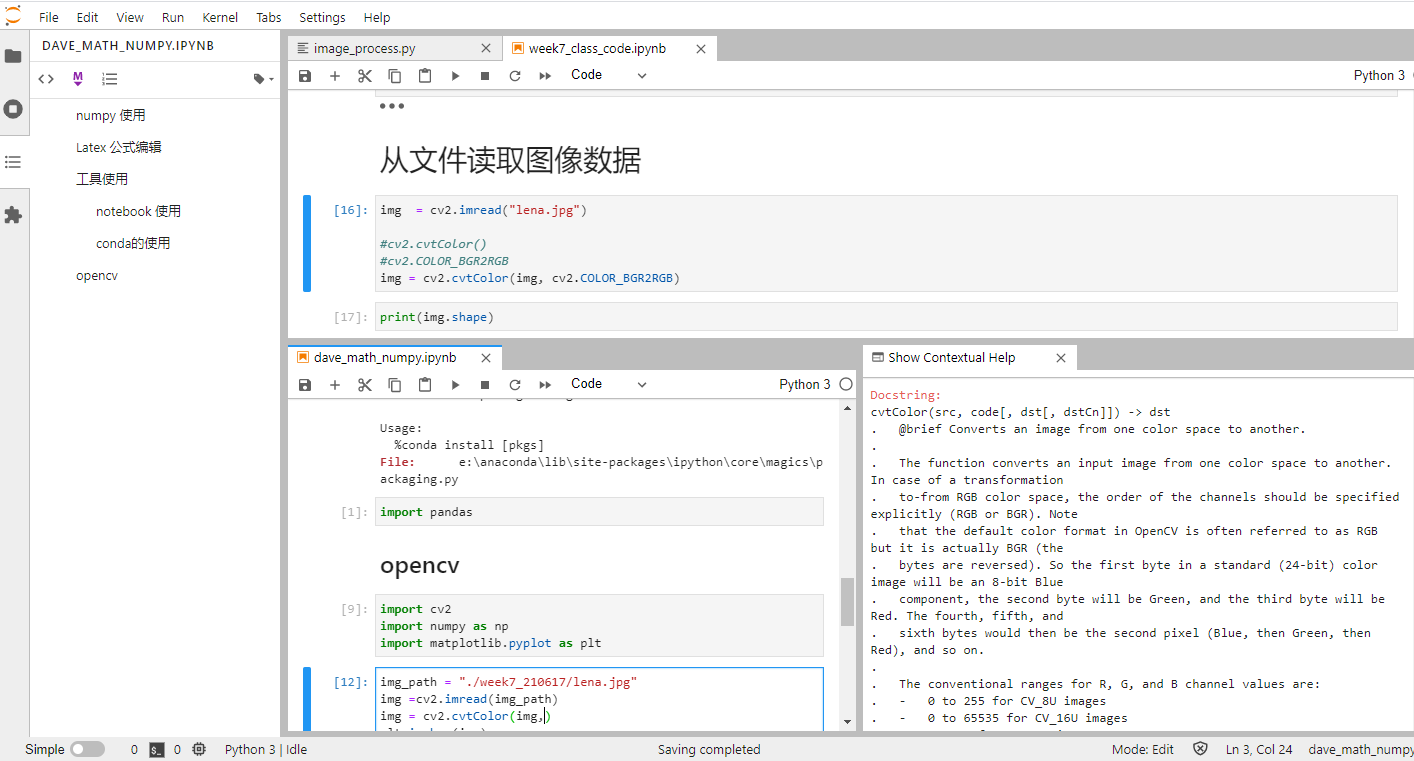 File Edit View Run Kernel Tabs Settings Help
DAVE_MATH_NUMPY.IPYNB
numpy 使用
Latex 公式编辑
工具使用
notebook 使用
conda的使用
opencv
image_process.py
week7_class_code.ipynb
Code
Python 3
从文件读取图像数据
[16]: img  = cv2.imread("lena.jpg")
#cv2.cvtColor()
#cv2.COLOR_BGR2RGB
img = cv2.cvtColor(img, cv2.COLOR_BGR2RGB)
[17]: print(img.shape)
dave_math_numpy.ipynb
Code
Python 3
Usage:
%conda install [pkgs]
File: e:\anaconda\lib\site-packages\ipython\core\magics\p
ackaging.py
[1]: import pandas
opencv
[9]: import cv2
import numpy as np
import matplotlib.pyplot as plt
[12]: img_path = "./week7_210617/lena.jpg"
img =cv2.imread(img_path)
img = cv2.cvtColor(img,)
Show Contextual Help
Docstring:
cvtColor(src, code[, dst[, dstCn]]) -> dst
. @brief Converts an image from one color space to another.
.
. The function converts an input image from one color space to another.
In case of a transformation
. to-from RGB color space, the order of the channels should be specified
explicitly (RGB or BGR). Note
. that the default color format in OpenCV is often referred to as RGB
but it is actually BGR (the
. bytes are reversed). So the first byte in a standard (24-bit) color
image will be an 8-bit Blue
. component, the second byte will be Green, and the third byte will be
Red. The fourth, fifth, and
. sixth bytes would then be the second pixel (Blue, then Green, then
Red), and so on.
.
. The conventional ranges for R, G, and B channel values are:
. - 0 to 255 for CV_8U images
. - 0 to 65535 for CV_16U images
Simple 0 $_ 0 Python 3 | Idle Saving completed Mode: Edit Ln 3, Col 24 dave_math_numpy